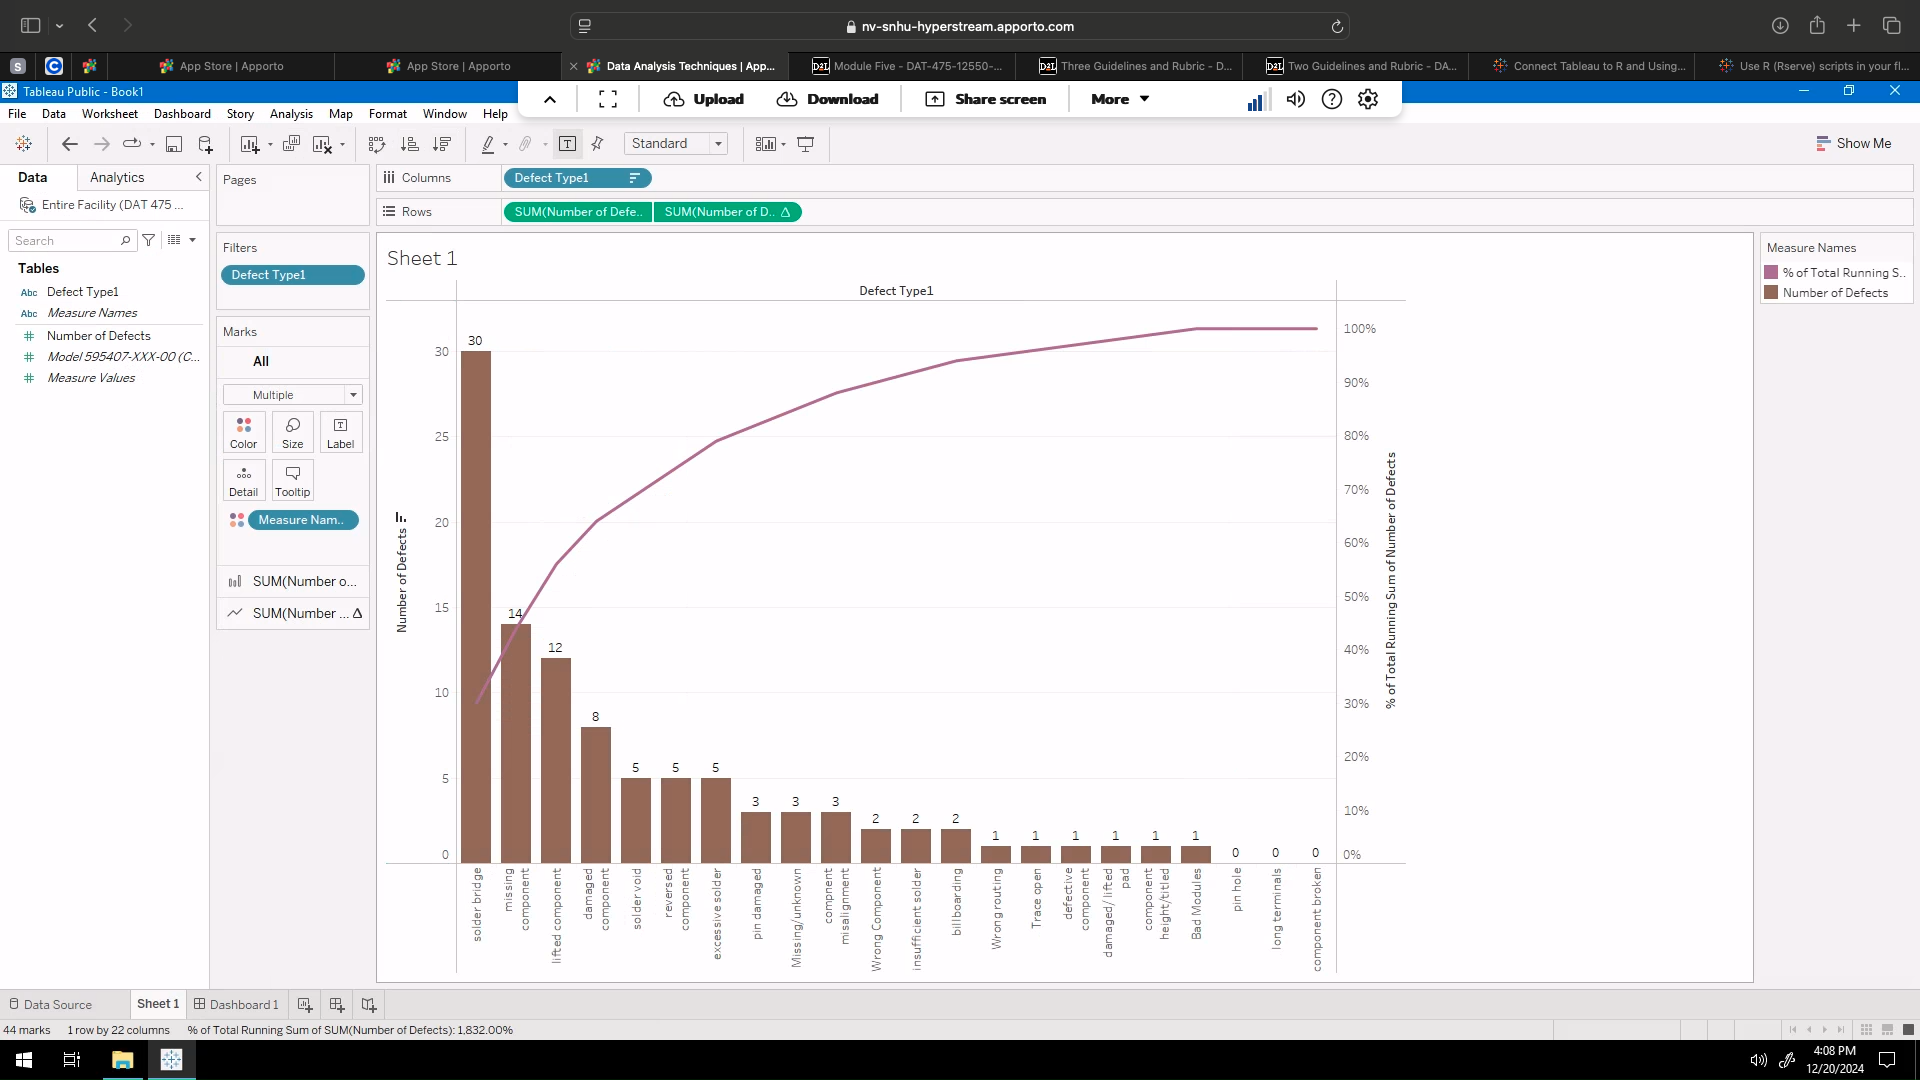 nv-snhu-hyperstream.apporto.com
S
C
App Store | Apporto
App Store | Apporto
Data Analysis Techniques | App...
D2L Module Five - DAT-475-12550-...
D2L Three Guidelines and Rubric - D...
D2L Two Guidelines and Rubric - DA...
Connect Tableau to R and Using...
Use R (Rserve) scripts in your fl...
Tableau Public - Book1
Upload
Download
Share screen
More
File Data Worksheet Dashboard Story Analysis Map Format Window Help
Standard
Show Me
Data
Analytics
Entire Facility (DAT 475 ...
Search
Tables
Abc Defect Type1
Abc Measure Names
# Number of Defects
# Model 595407-XXX-00 (C...
# Measure Values
Pages
Filters
Defect Type1
Marks
All
Multiple
Color
Size
Label
Detail
Tooltip
Measure Nam..
SUM(Number o...
SUM(Number ... Δ
Columns
Defect Type1
Rows
SUM(Number of Defe..
SUM(Number of D.. Δ
Sheet 1
Defect Type1
Number of Defects
30
25
20
15
10
5
0
30
14
12
8
5
5
5
3
3
3
2
2
2
1
1
1
1
1
1
0
0
0
solder bridge
missing
component
lifted component
damaged
component
solder void
reversed
component
excessive solder
pin damaged
Missing/unknown
compnent
misalignment
Wrong Component
insufficient solder
billboarding
Wrong routing
Trace open
defective
component
damaged/ lifted
pad
component
height/titled
Bad Modules
pin hole
long terminals
component broken
100%
90%
80%
70%
60%
50%
40%
30%
20%
10%
0%
% of Total Running Sum of Number of Defects
Measure Names
% of Total Running S..
Number of Defects
Data Source
Sheet 1
Dashboard 1
44 marks
1 row by 22 columns
% of Total Running Sum of SUM(Number of Defects): 1,832.00%
4:08 PM
12/20/2024